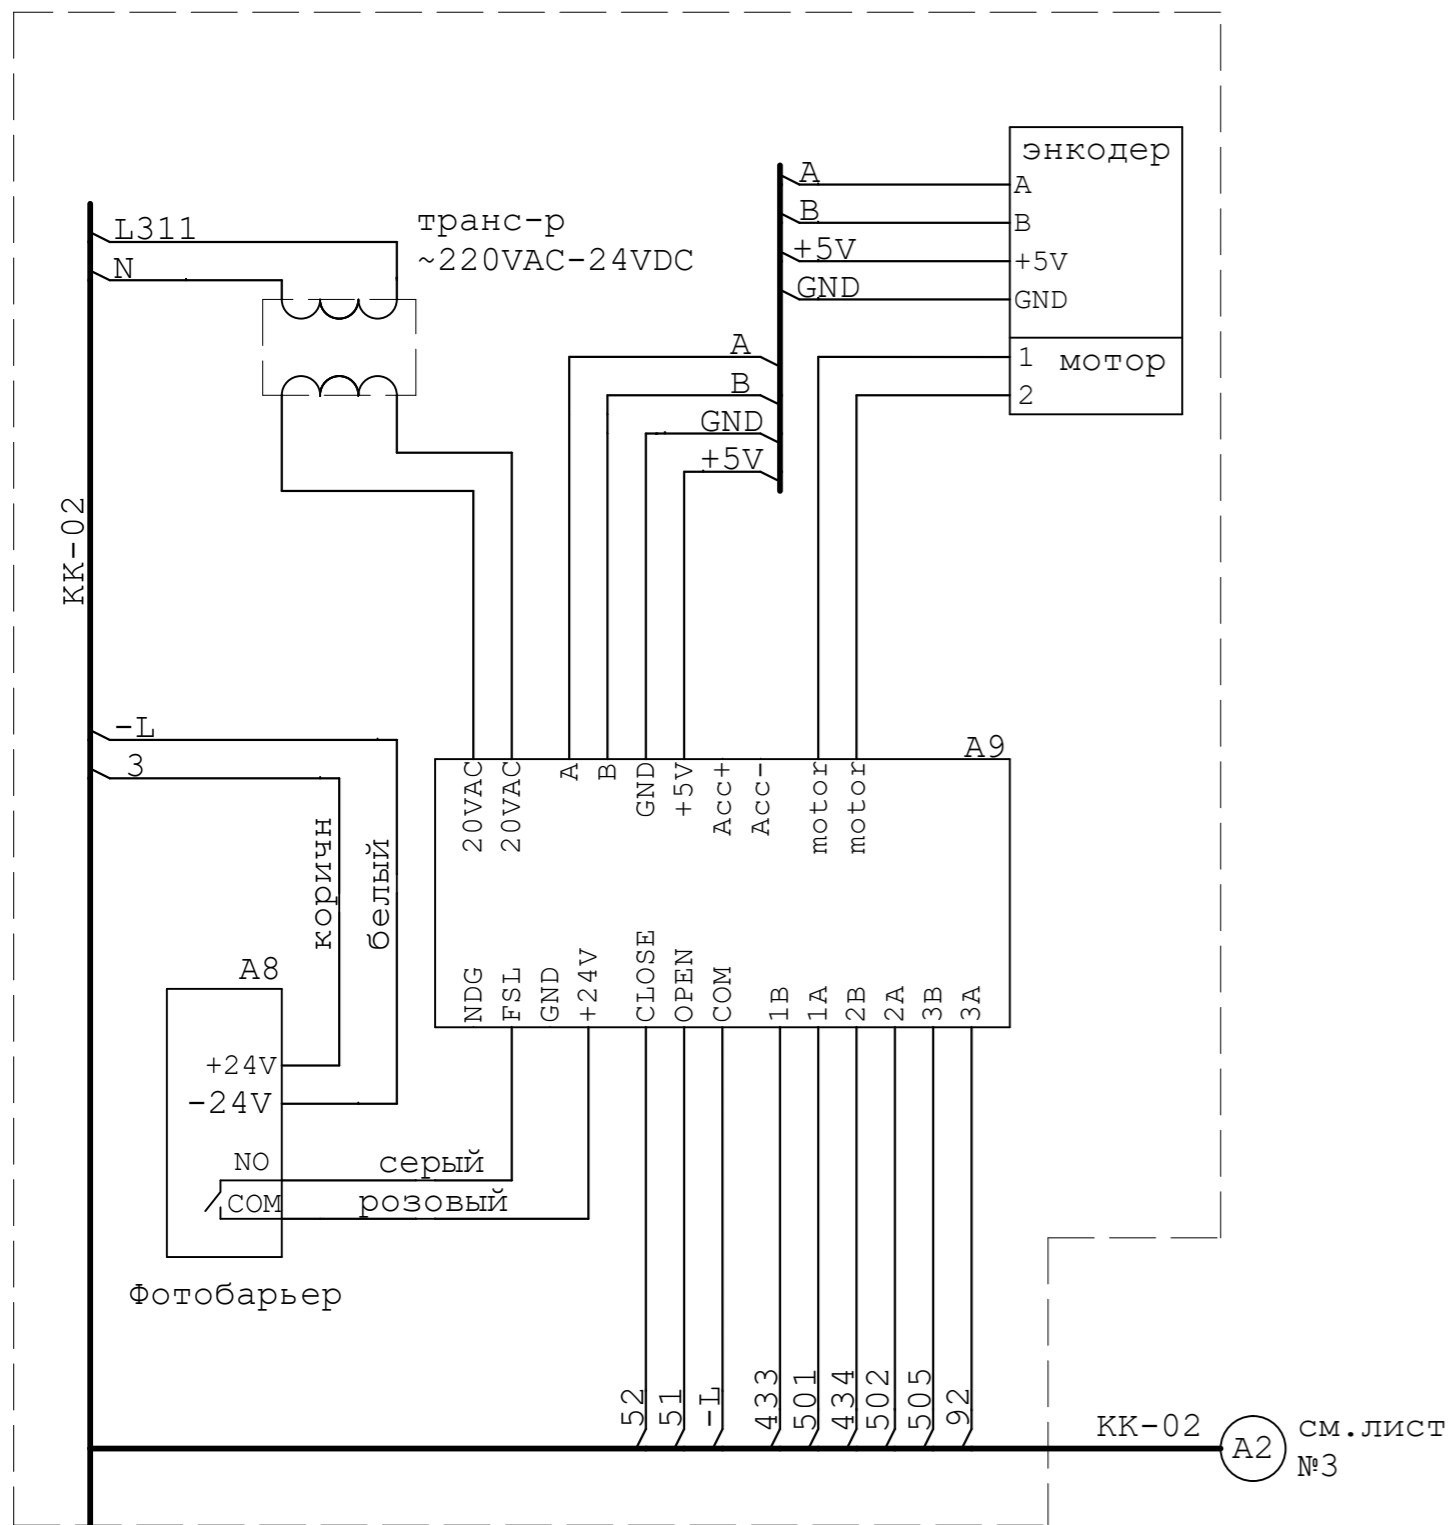 энкодер
A
A
B
B
+5V
+5V
GND
GND
1
мотор
2
L311
N
транс-р
~220VAC-24VDC
A
B
GND
+5V
КК-02
-L
3
коричн
белый
A9
20VAC
20VAC
A
B
GND
+5V
Acc+
Acc-
motor
motor
NDG
FSL
GND
+24V
CLOSE
OPEN
COM
1B
1A
2B
2A
3B
3A
A8
+24V
-24V
NO
COM
серый
розовый
Фотобарьер
52
51
-L
433
501
434
502
505
92
КК-02
A2
см.лист
№3